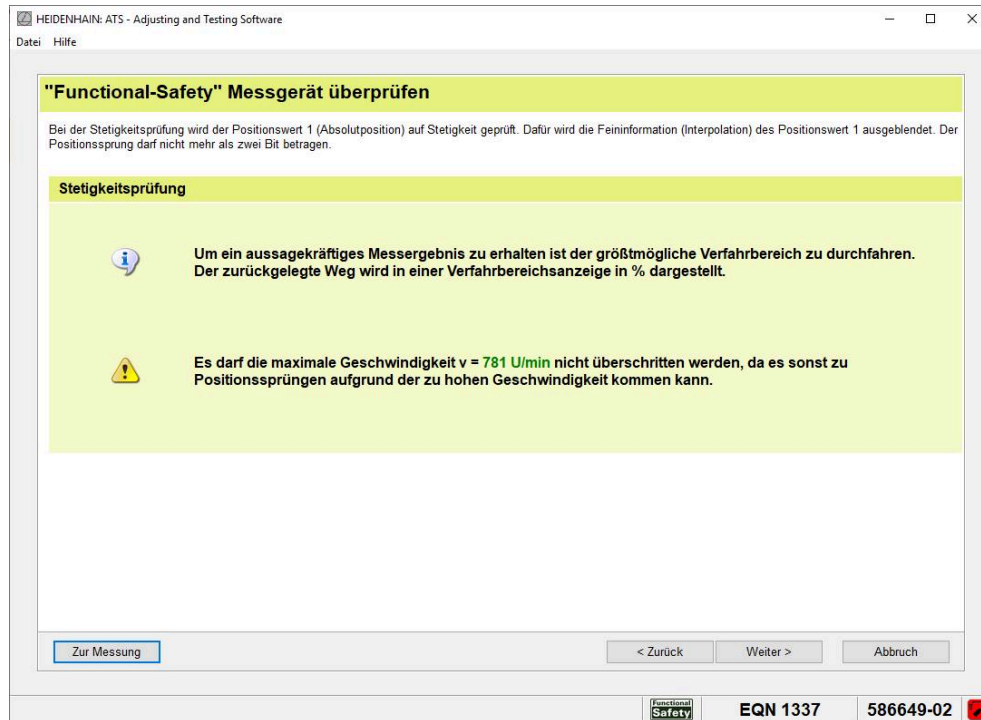 HEIDENHAIN: ATS - Adjusting and Testing Software
Datei Hilfe
"Functional-Safety" Messgerät überprüfen
Bei der Stetigkeitsprüfung wird der Positionswert 1 (Absolutposition) auf Stetigkeit geprüft. Dafür wird die Feininformation (Interpolation) des Positionswert 1 ausgeblendet. Der
Positionssprung darf nicht mehr als zwei Bit betragen.
Stetigkeitsprüfung
Um ein aussagekräftiges Messergebnis zu erhalten ist der größtmögliche Verfahrbereich zu durchfahren.
Der zurückgelegte Weg wird in einer Verfahrbereichsanzeige in % dargestellt.
Es darf die maximale Geschwindigkeit v = 781 U/min nicht überschritten werden, da es sonst zu
Positionssprüngen aufgrund der zu hohen Geschwindigkeit kommen kann.
Zur Messung
< Zurück
Weiter >
Abbruch
Functional
Safety
EQN 1337
586649-02